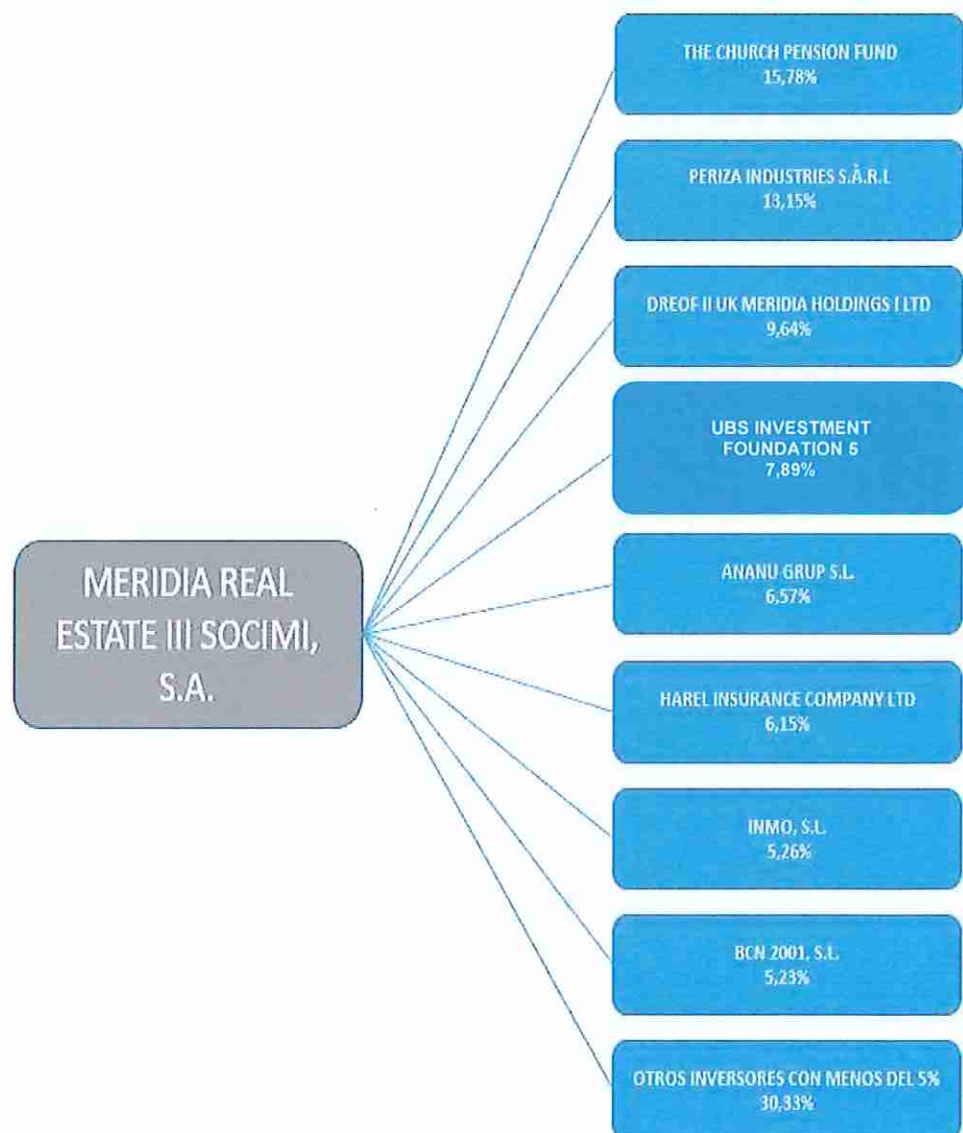 THE CHURCH PENSION FUND
15,78%
PERIZA INDUSTRIES S.À.R.L
13,15%
DREOF II UK MERIDIA HOLDINGS I LTD
9,64%
UBS INVESTMENT
FOUNDATION 5
7,89%
MERIDIA REAL
ESTATE III SOCIMI,
S.A.
ANANU GRUP S.L.
6,57%
HAREL INSURANCE COMPANY LTD
6,15%
INMO, S.L.
5,26%
BCN 2001, S.L.
5,23%
OTROS INVERSORES CON MENOS DEL 5%
30,33%